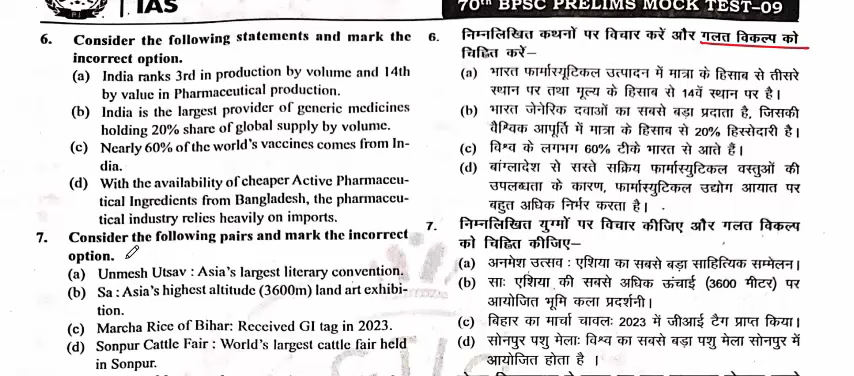 IAS
70th BPSC PRELIMS MOCK TEST-09
6. Consider the following statements and mark the
incorrect option.
(a) India ranks 3rd in production by volume and 14th
by value in Pharmaceutical production.
(b) India is the largest provider of generic medicines
holding 20% share of global supply by volume.
(c) Nearly 60% of the world's vaccines comes from In-
dia.
(d) With the availability of cheaper Active Pharmaceu-
tical Ingredients from Bangladesh, the pharmaceu-
tical industry relies heavily on imports.
7. Consider the following pairs and mark the incorrect
option.
(a) Unmesh Utsav : Asia's largest literary convention.
(b) Sa : Asia's highest altitude (3600m) land art exhibi-
tion.
(c) Marcha Rice of Bihar: Received GI tag in 2023.
(d) Sonpur Cattle Fair : World's largest cattle fair held
in Sonpur.
6. निम्नलिखित कथनों पर विचार करें और गलत विकल्प को
चिह्नित करें–
(a) भारत फार्मास्यूटिकल उत्पादन में मात्रा के हिसाब से तीसरे
स्थान पर तथा मूल्य के हिसाब से 14वें स्थान पर है।
(b) भारत जेनेरिक दवाओं का सबसे बड़ा प्रदाता है, जिसकी
वैश्विक आपूर्ति में मात्रा के हिसाब से 20% हिस्सेदारी है।
(c) विश्व के लगभग 60% टीके भारत से आते हैं।
(d) बांग्लादेश से सस्ते सक्रिय फार्मास्युटिकल वस्तुओं की
उपलब्धता के कारण, फार्मास्युटिकल उद्योग आयात पर
बहुत अधिक निर्भर करता है।
7. निम्नलिखित युग्मों पर विचार कीजिए और गलत विकल्प
को चिह्नित कीजिए–
(a) अनमेश उत्सव : एशिया का सबसे बड़ा साहित्यिक सम्मेलन।
(b) साः एशिया की सबसे अधिक ऊंचाई (3600 मीटर) पर
आयोजित भूमि कला प्रदर्शनी।
(c) बिहार का मार्चा चावलः 2023 में जीआई टैग प्राप्त किया।
(d) सोनपुर पशु मेलाः विश्व का सबसे बड़ा पशु मेला सोनपुर में
आयोजित होता है ।